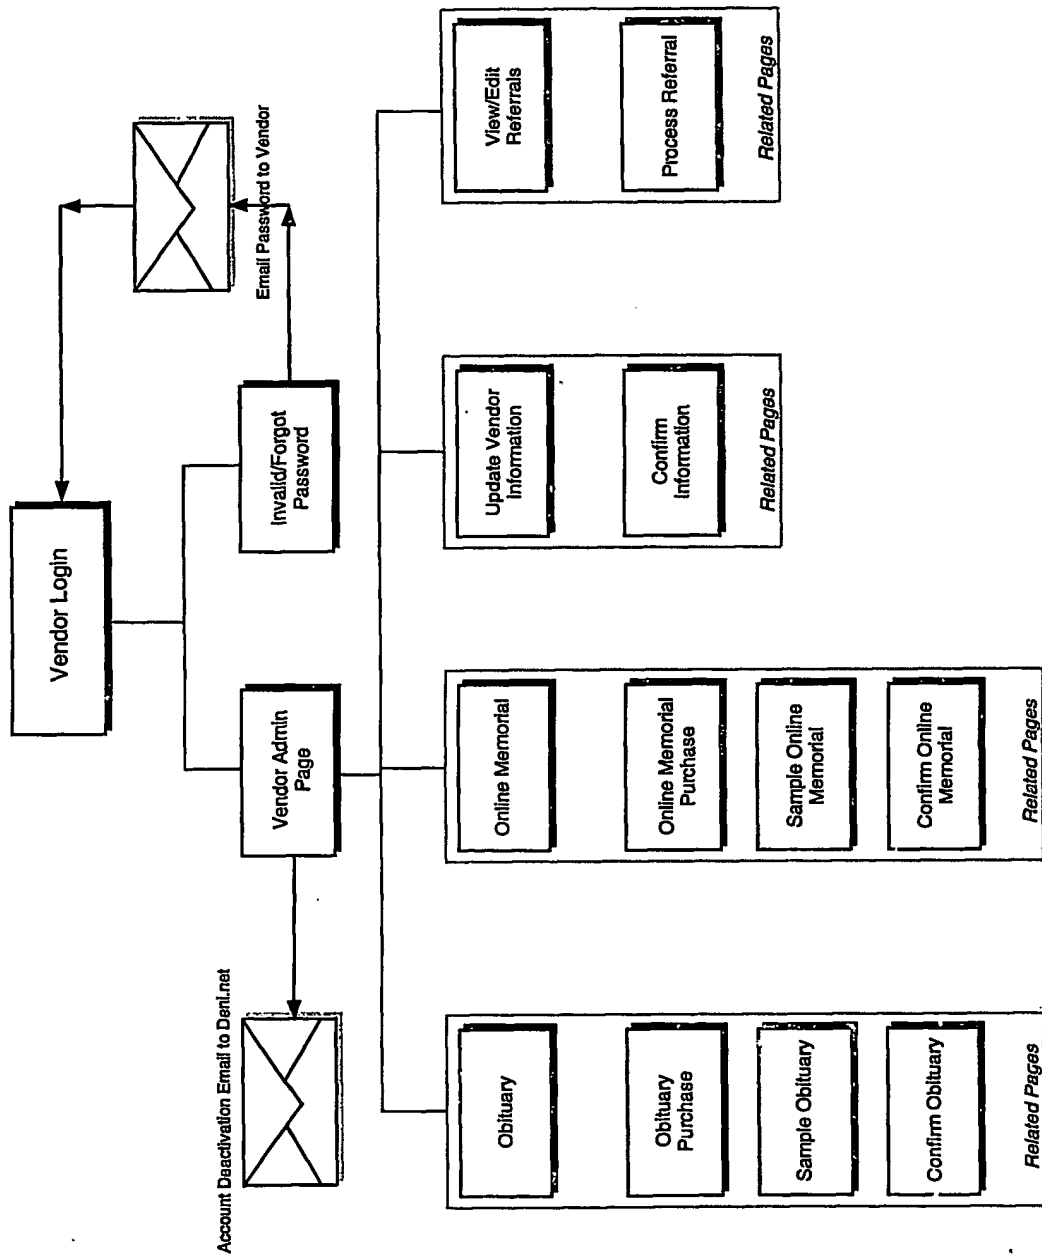 Vendor Login
Account Deactivation Email to Deni.net
Vendor Admin
Page
Invalid/Forgot
Password
Email Password to Vendor
Obituary
Obituary
Purchase
Sample Obituary
Confirm Obituary
Related Pages
Online Memorial
Online Memorial
Purchase
Sample Online
Memorial
Confirm Online
Memorial
Related Pages
Update Vendor
Information
Confirm
Information
Related Pages
View/Edit
Referrals
Process Referral
Related Pages